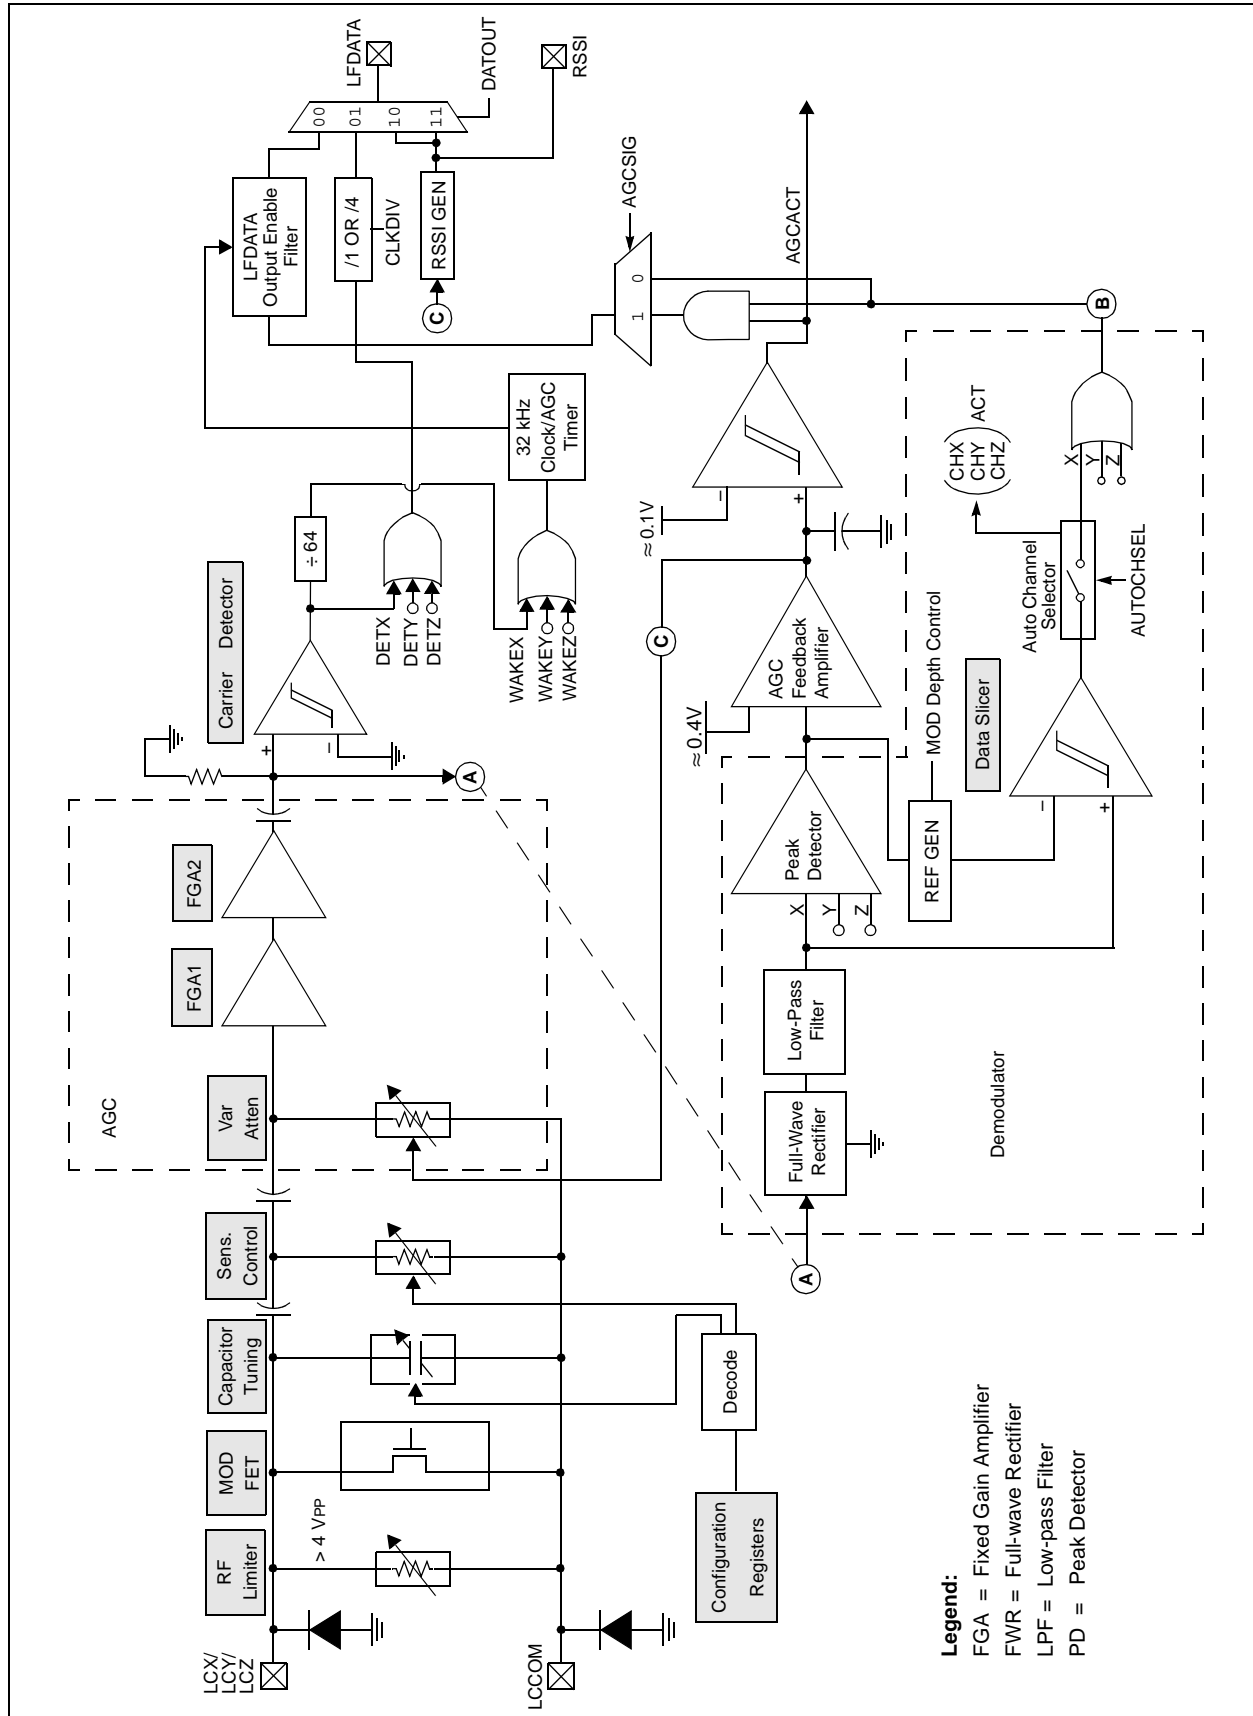 LCX/
LCY/
LCZ
LCCOM
RF
Limiter
> 4 VPP
MOD
FET
Capacitor
Tuning
Sens.
Control
Var
Atten
AGC
FGA1
FGA2
A
Carrier Detector
+
–
÷ 64
DETX
DETY
DETZ
WAKEX
WAKEY
WAKEZ
32 kHz
Clock/AGC
Timer
LFDATA
Output Enable
Filter
/1 OR /4
CLKDIV
C
RSSI GEN
00
01
10
11
LFDATA
DATOUT
RSSI
Configuration
Registers
Decode
A
Full-Wave
Rectifier
Low-Pass
Filter
X
Y
Z
Peak
Detector
≈ 0.4V
AGC
Feedback
Amplifier
C
≈ 0.1V
–
+
1
0
AGCSIG
AGCACT
REF GEN
MOD Depth Control
Data Slicer
–
+
Auto Channel
Selector
AUTOCHSEL
CHX
CHY
CHZ
ACT
X
Y
Z
B
Demodulator
Legend:
FGA = Fixed Gain Amplifier
FWR = Full-wave Rectifier
LPF = Low-pass Filter
PD = Peak Detector